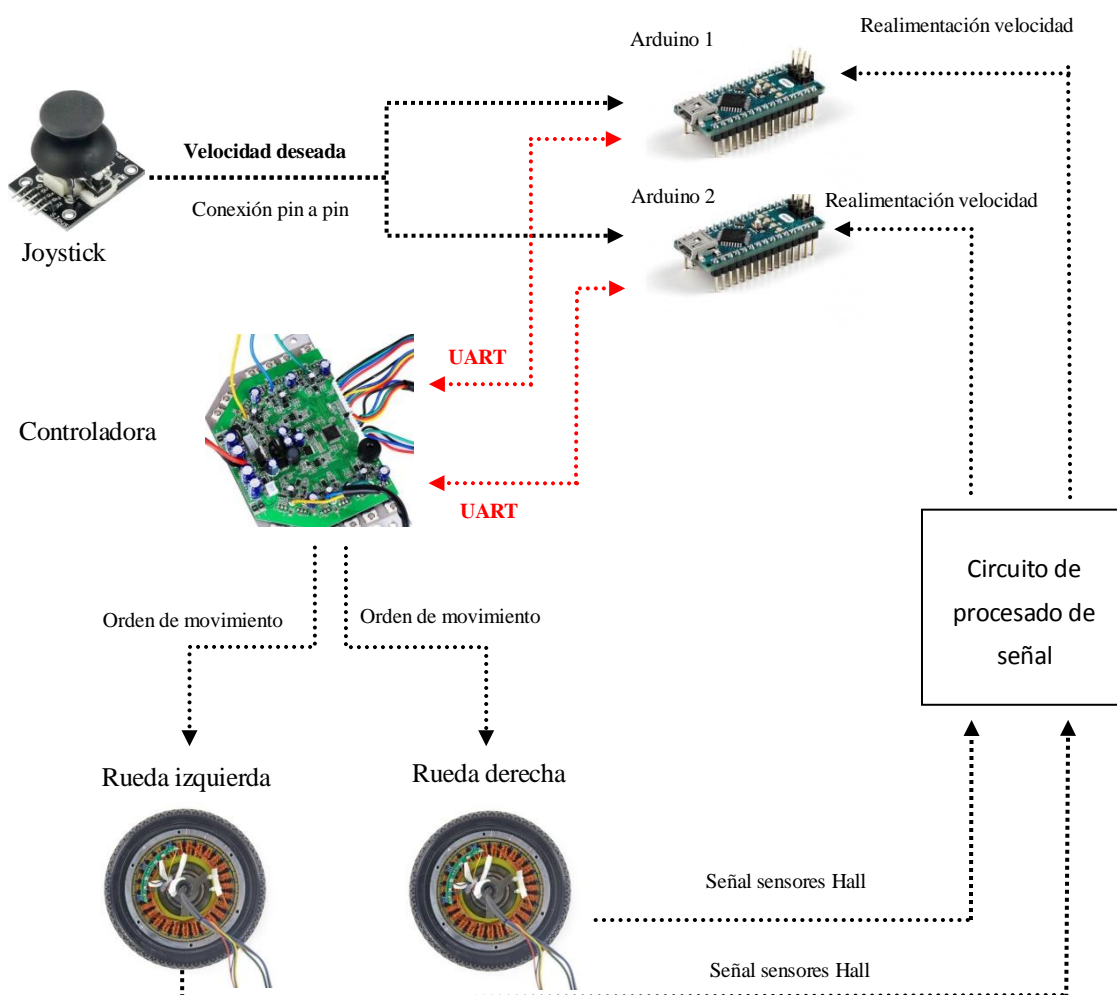 Realimentación velocidad
Arduino 1
Velocidad deseada
Conexión pin a pin
Arduino 2
Realimentación velocidad
Joystick
UART
Controladora
UART
Circuito de
procesado de
señal
Orden de movimiento
Orden de movimiento
Rueda izquierda
Rueda derecha
Señal sensores Hall
Señal sensores Hall